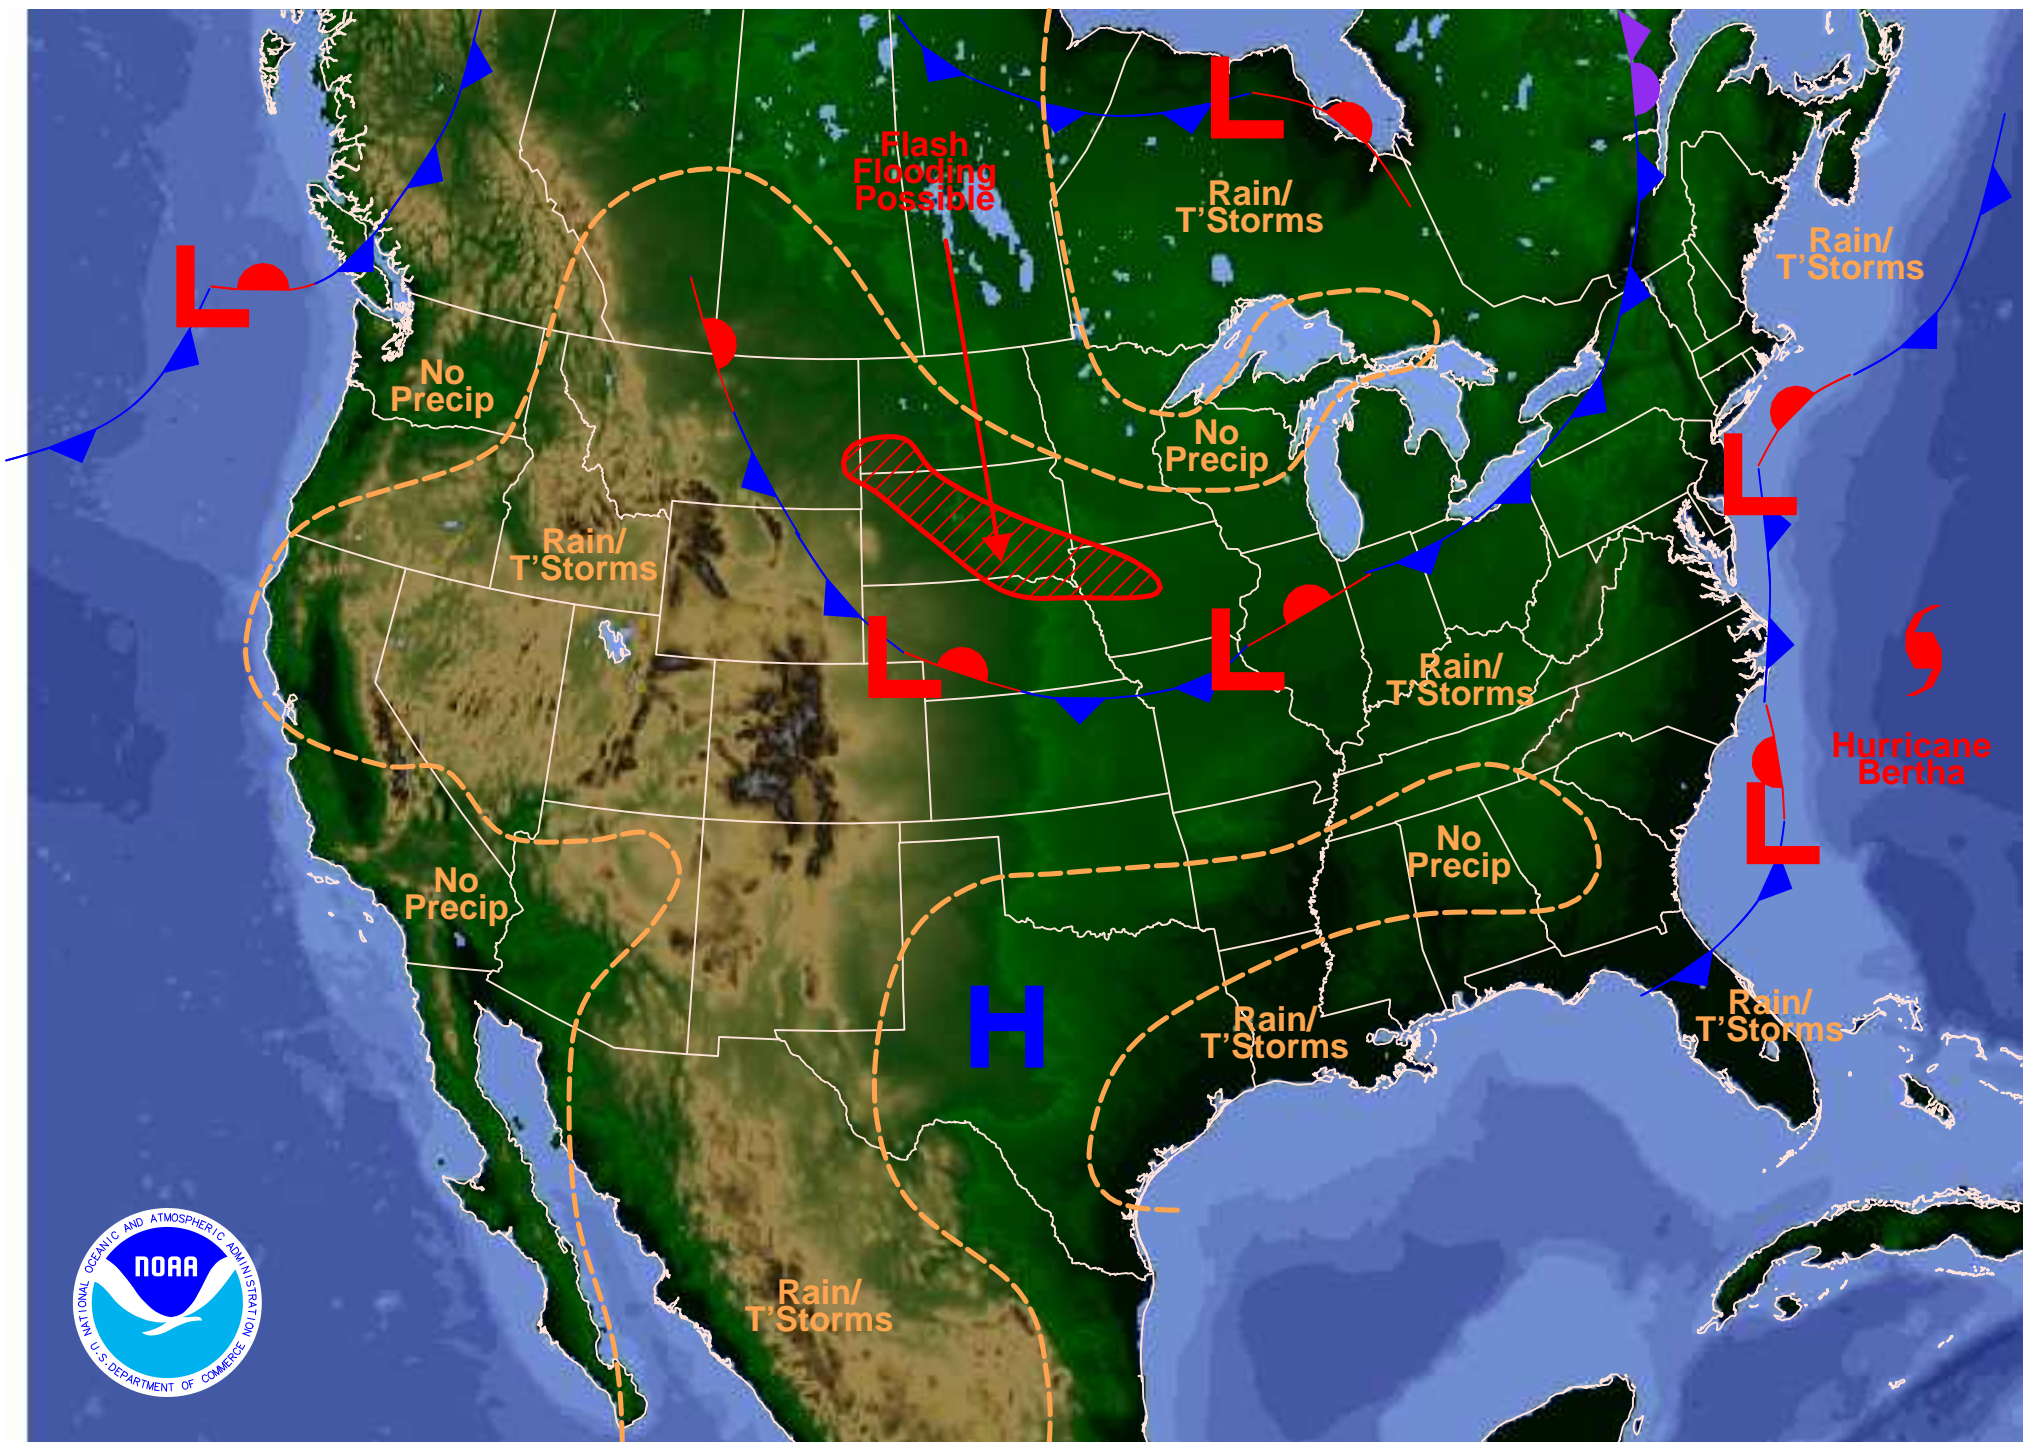 Flash
Flooding
Possible
L
Rain/
T'Storms
Rain/
T'Storms
L
No
Precip
No
Precip
L
Rain/
T'Storms
L
L
Rain/
T'Storms
Hurricane
Bertha
L
No
Precip
No
Precip
H
Rain/
T'Storms
Rain/
T'Storms
Rain/
T'Storms
NATIONAL OCEANIC AND ATMOSPHERIC ADMINISTRATION
NOAA
U.S. DEPARTMENT OF COMMERCE